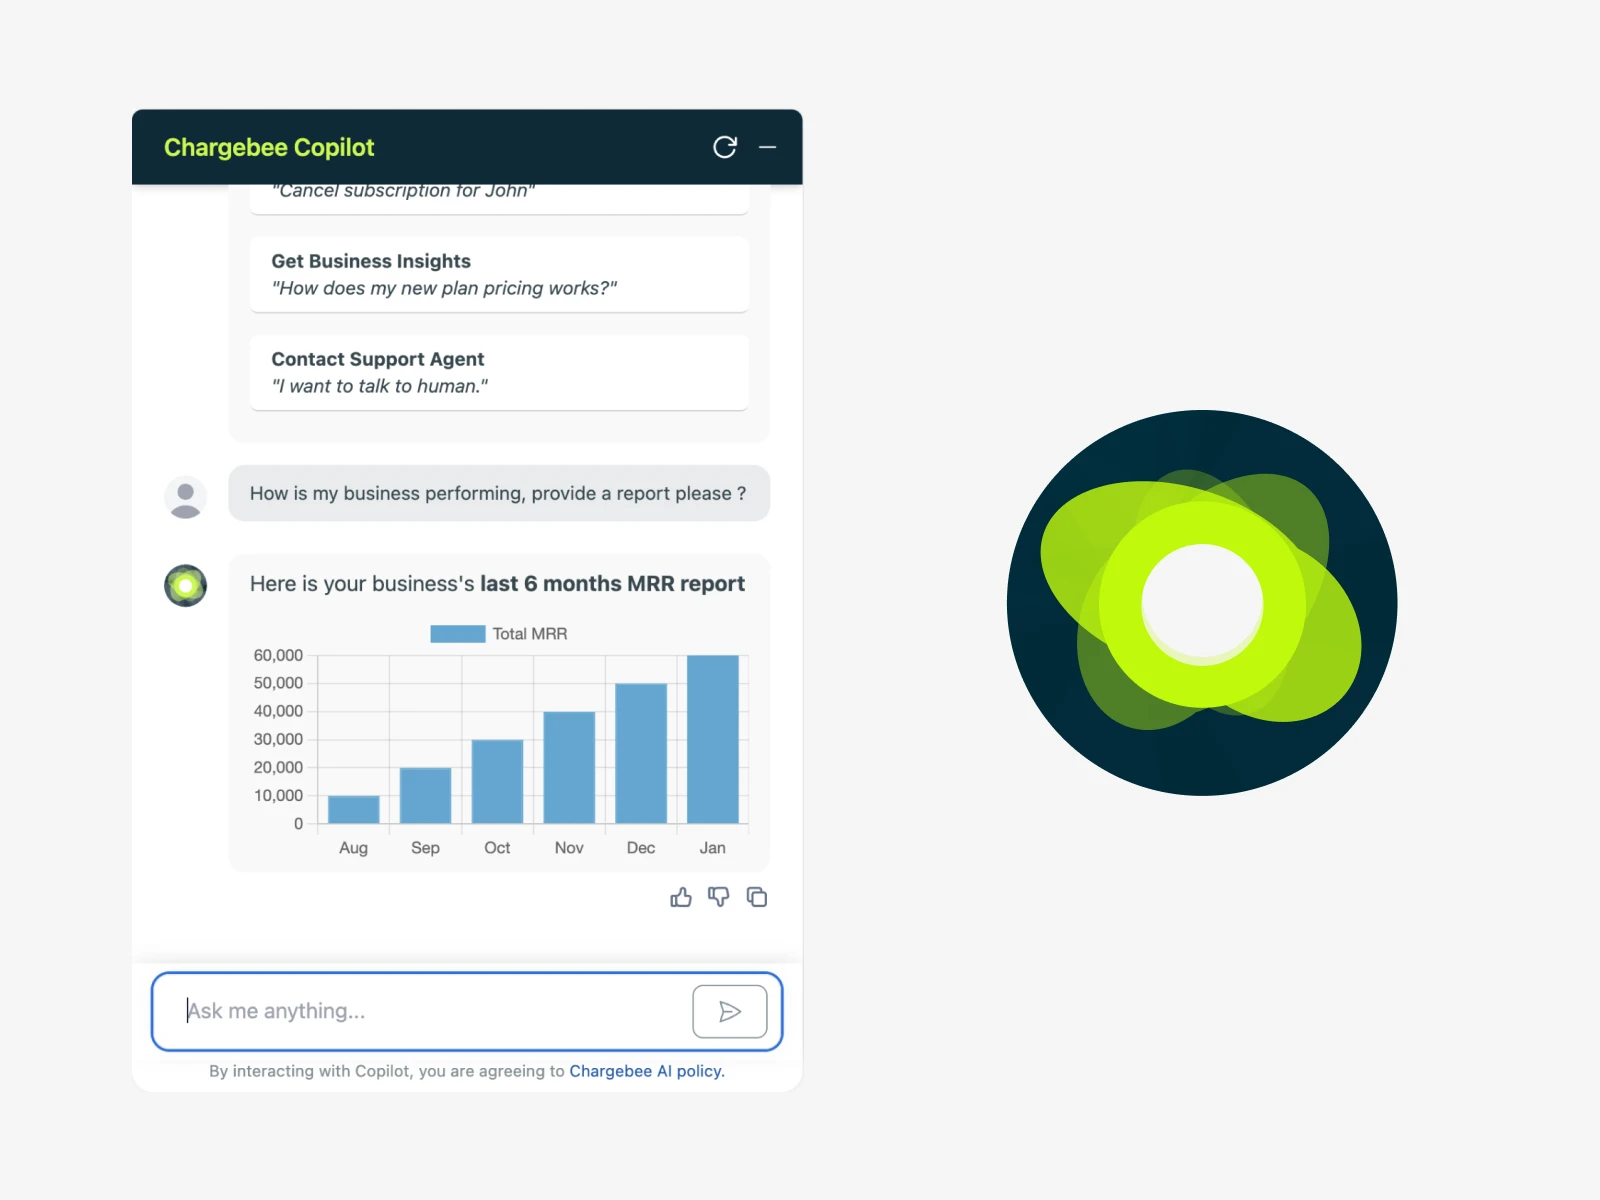 Chargebee Copilot
"Cancel subscription for John"
Get Business Insights
"How does my new plan pricing works?"
Contact Support Agent
"I want to talk to human."
How is my business performing, provide a report please ?
Here is your business's last 6 months MRR report
Total MRR
60,000
50,000
40,000
30,000
20,000
10,000
0
Aug Sep Oct Nov Dec Jan
Ask me anything...
By interacting with Copilot, you are agreeing to Chargebee AI policy.